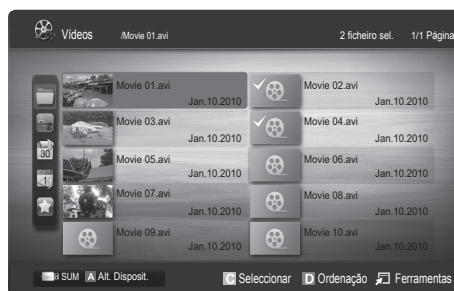 Vídeos /Movie 01.avi 2 ficheiro sel. 1/1 Página
Movie 01.avi Movie 02.avi
Jan.10.2010 Jan.10.2010
Movie 03.avi Movie 04.avi
Jan.10.2010 Jan.10.2010
Movie 05.avi Movie 06.avi
Jan.10.2010 Jan.10.2010
Movie 07.avi Movie 08.avi
Jan.10.2010 Jan.10.2010
Movie 09.avi Movie 10.avi
Jan.10.2010 Jan.10.2010
SUM A Alt. Disposit. C Seleccionar D Ordenação Ferramentas